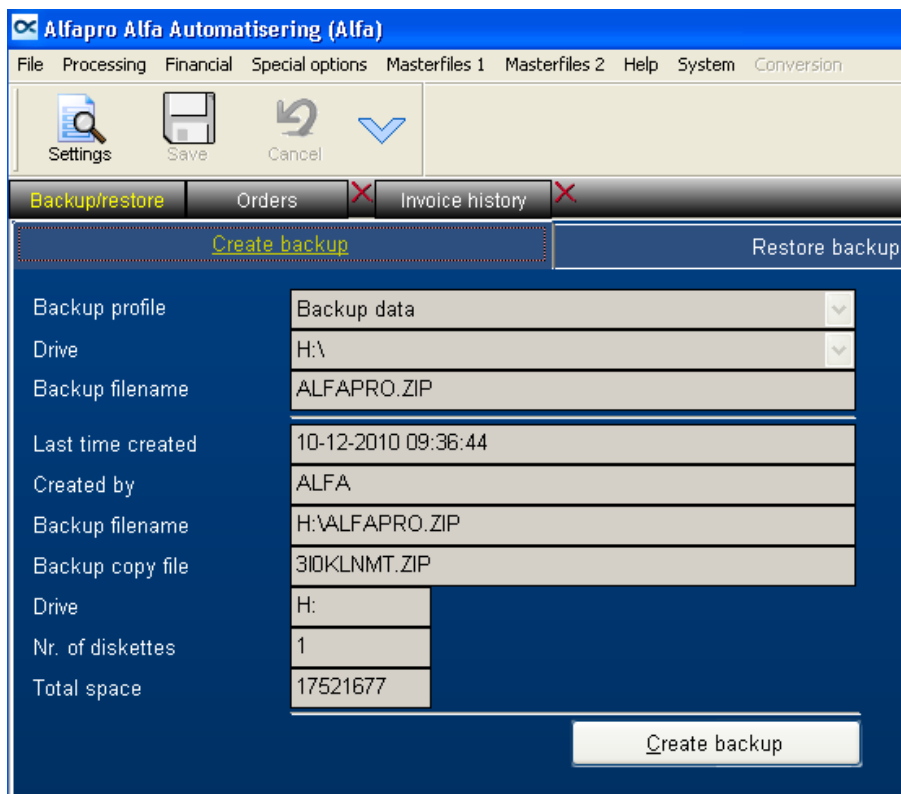 Alfapro Alfa Automatisering (Alfa)
File Processing Financial Special options Masterfiles 1 Masterfiles 2 Help System Conversion
Settings Save Cancel
Backup/restore Orders Invoice history
Create backup Restore backup
Backup profile Backup data
Drive H:\
Backup filename ALFAPRO.ZIP
Last time created 10-12-2010 09:36:44
Created by ALFA
Backup filename H:\ALFAPRO.ZIP
Backup copy file 3I0KLNMT.ZIP
Drive H:
Nr. of diskettes 1
Total space 17521677
Create backup